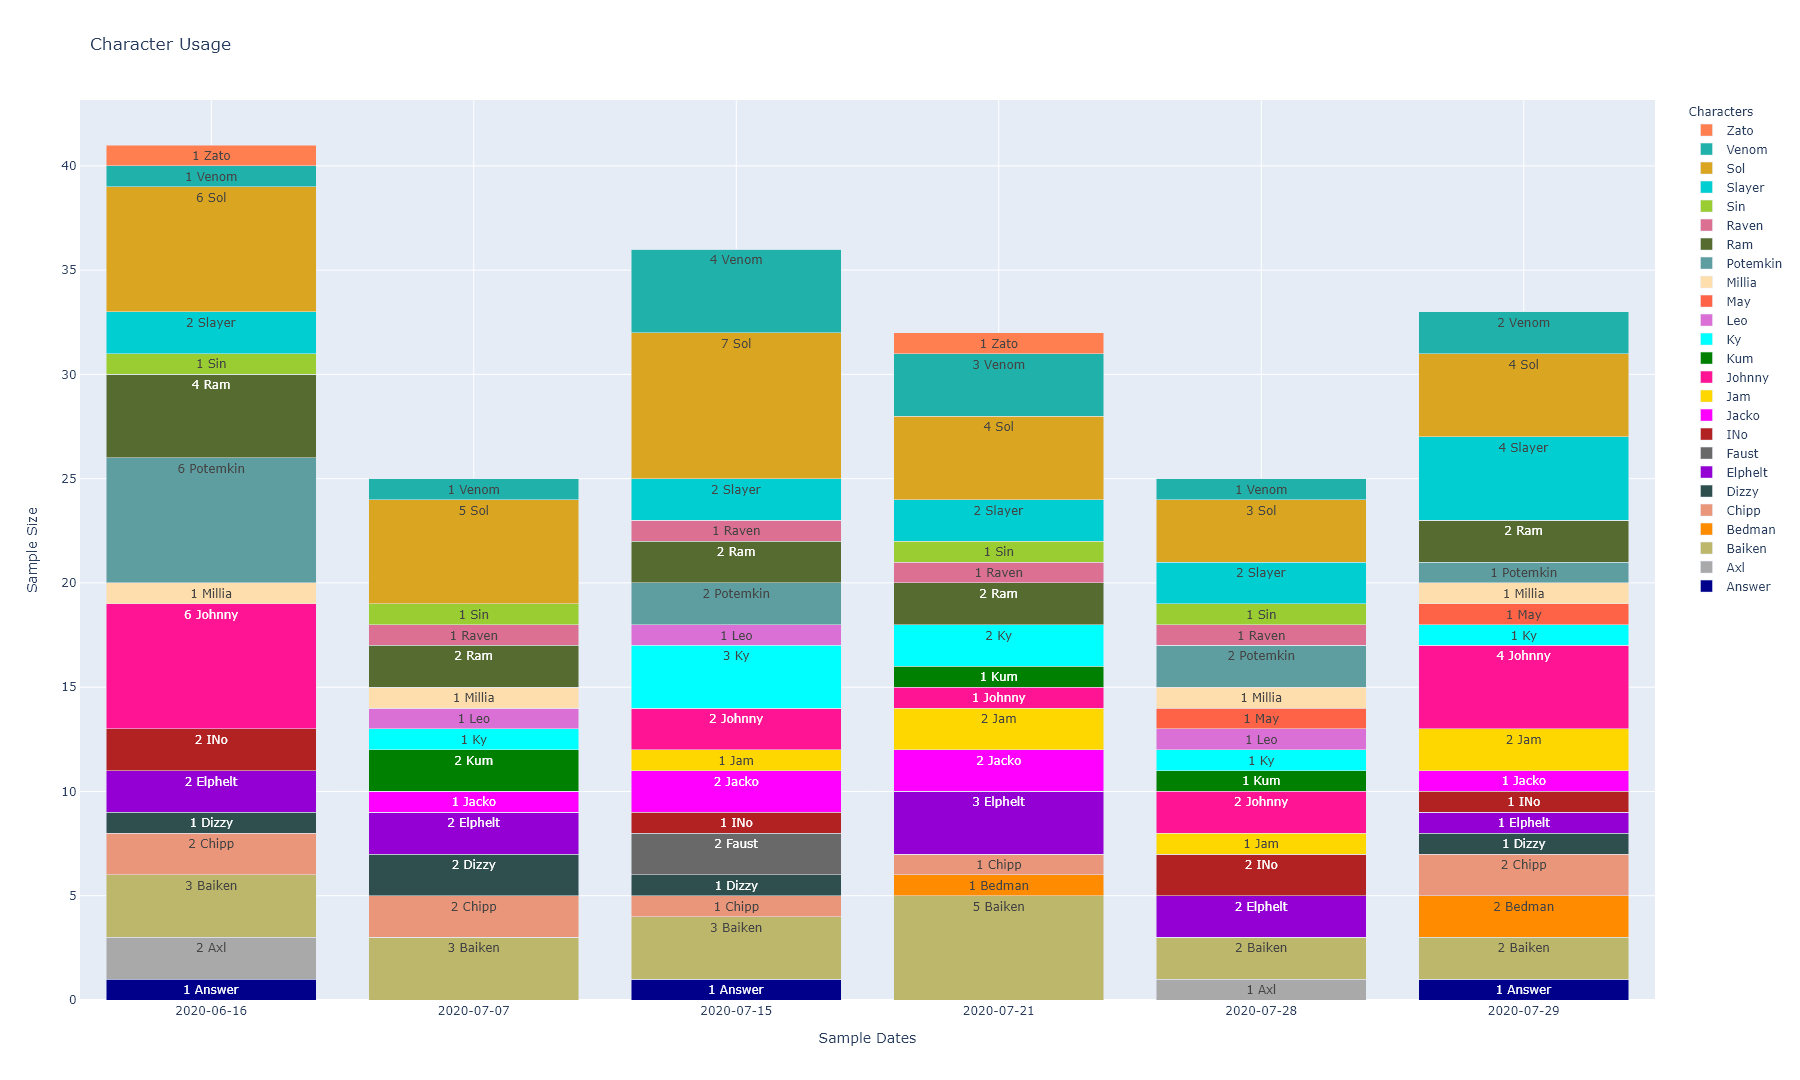 Character Usage
Sample Size
40
35
30
25
20
15
10
5
0
1 Zato
1 Venom
6 Sol
2 Slayer
1 Sin
4 Ram
6 Potemkin
1 Millia
6 Johnny
2 INo
2 Elphelt
1 Dizzy
2 Chipp
3 Baiken
2 Axl
1 Answer
1 Venom
5 Sol
1 Sin
1 Raven
2 Ram
1 Millia
1 Leo
1 Ky
2 Kum
1 Jacko
2 Elphelt
2 Dizzy
2 Chipp
3 Baiken
4 Venom
7 Sol
2 Slayer
1 Raven
2 Ram
2 Potemkin
1 Leo
3 Ky
2 Johnny
1 Jam
2 Jacko
1 INo
2 Faust
1 Dizzy
1 Chipp
3 Baiken
1 Answer
1 Zato
3 Venom
4 Sol
2 Slayer
1 Sin
1 Raven
2 Ram
2 Ky
1 Kum
1 Johnny
2 Jam
2 Jacko
3 Elphelt
1 Chipp
1 Bedman
5 Baiken
1 Venom
3 Sol
2 Slayer
1 Sin
1 Raven
2 Potemkin
1 Millia
1 May
1 Leo
1 Ky
1 Kum
2 Johnny
1 Jam
2 INo
2 Elphelt
2 Baiken
1 Axl
2 Venom
4 Sol
4 Slayer
2 Ram
1 Potemkin
1 Millia
1 May
1 Ky
4 Johnny
2 Jam
1 Jacko
1 INo
1 Elphelt
1 Dizzy
2 Chipp
2 Bedman
2 Baiken
1 Answer
2020-06-16
2020-07-07
2020-07-15
2020-07-21
2020-07-28
2020-07-29
Sample Dates
Characters
Zato
Venom
Sol
Slayer
Sin
Raven
Ram
Potemkin
Millia
May
Leo
Ky
Kum
Johnny
Jam
Jacko
INo
Faust
Elphelt
Dizzy
Chipp
Bedman
Baiken
Axl
Answer